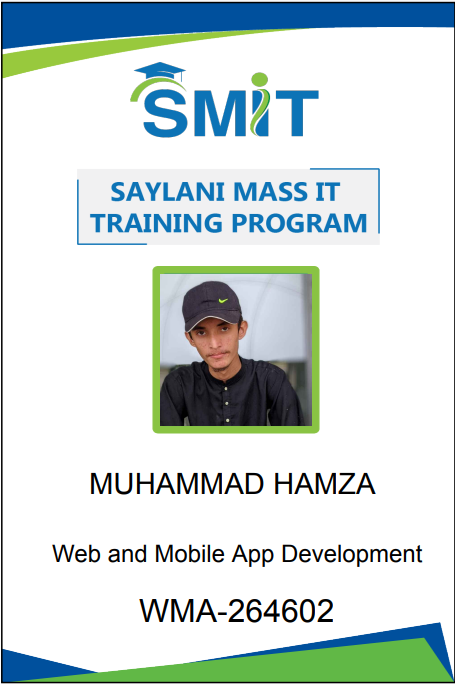 SMIT
SAYLANI MASS IT
TRAINING PROGRAM
MUHAMMAD HAMZA
Web and Mobile App Development
WMA-264602